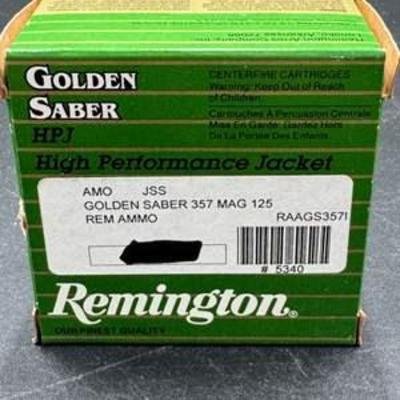 GOLDEN
SABER
HPJ
High Performance Jacket
CENTERFIRE CARTRIDGES
Warning: Keep Out of Reach
of Children.
Cartouches A Percusion Centrale
Mise En Garde: Gardez Hors
De La Portee Des Enfants.
AMO JSS
GOLDEN SABER 357 MAG 125
REM AMMO
RAAGS357I
# 5340
Remington®
OUR FINEST QUALITY